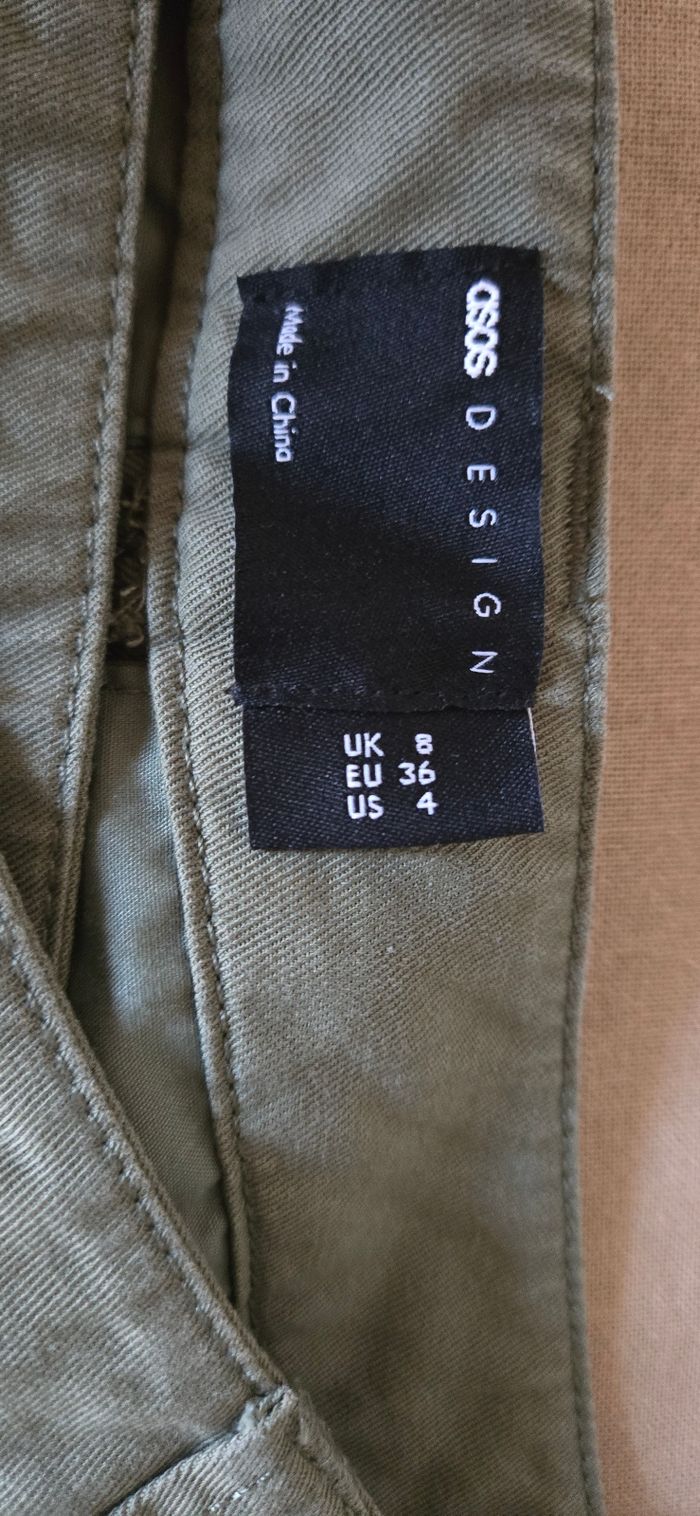 asos DESIGN
Made in China
UK 8
EU 36
US 4